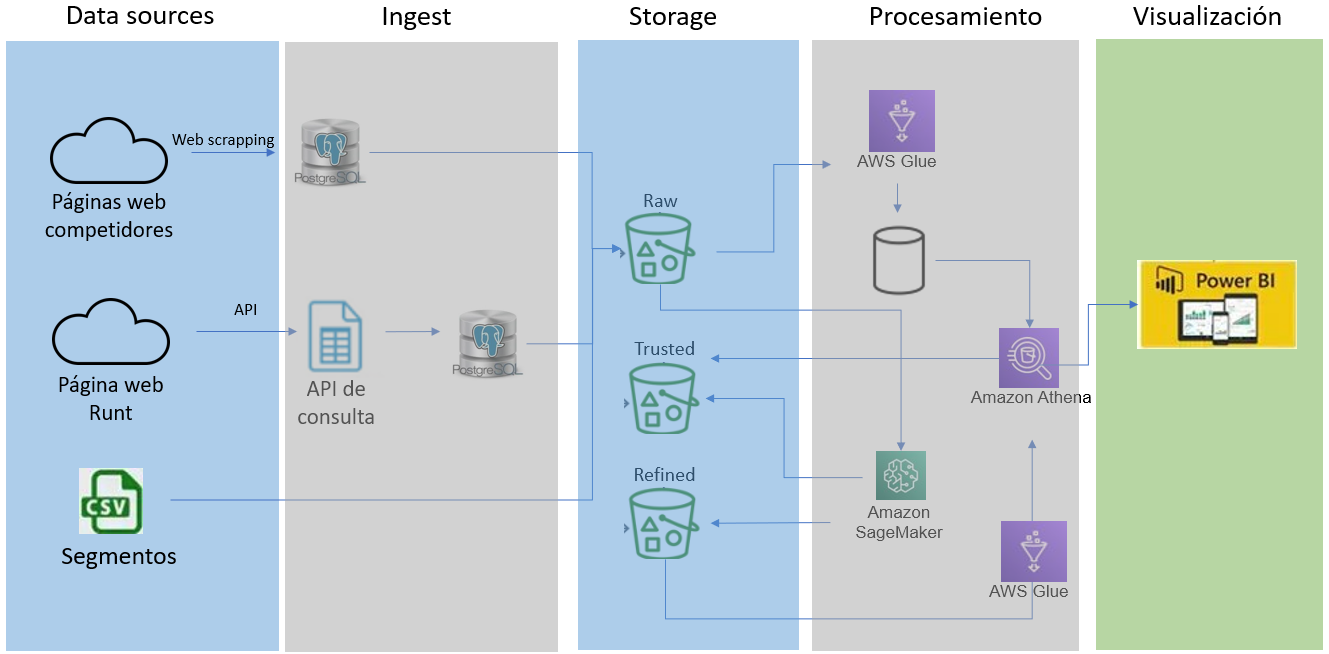 Data sources
Ingest
Storage
Procesamiento
Visualización
Web scrapping
PostgreSQL
Páginas web
competidores
Raw
AWS Glue
Power BI
API
PostgreSQL
Página web
Runt
API de
consulta
Trusted
Amazon Athena
CSV
Segmentos
Refined
Amazon
SageMaker
AWS Glue